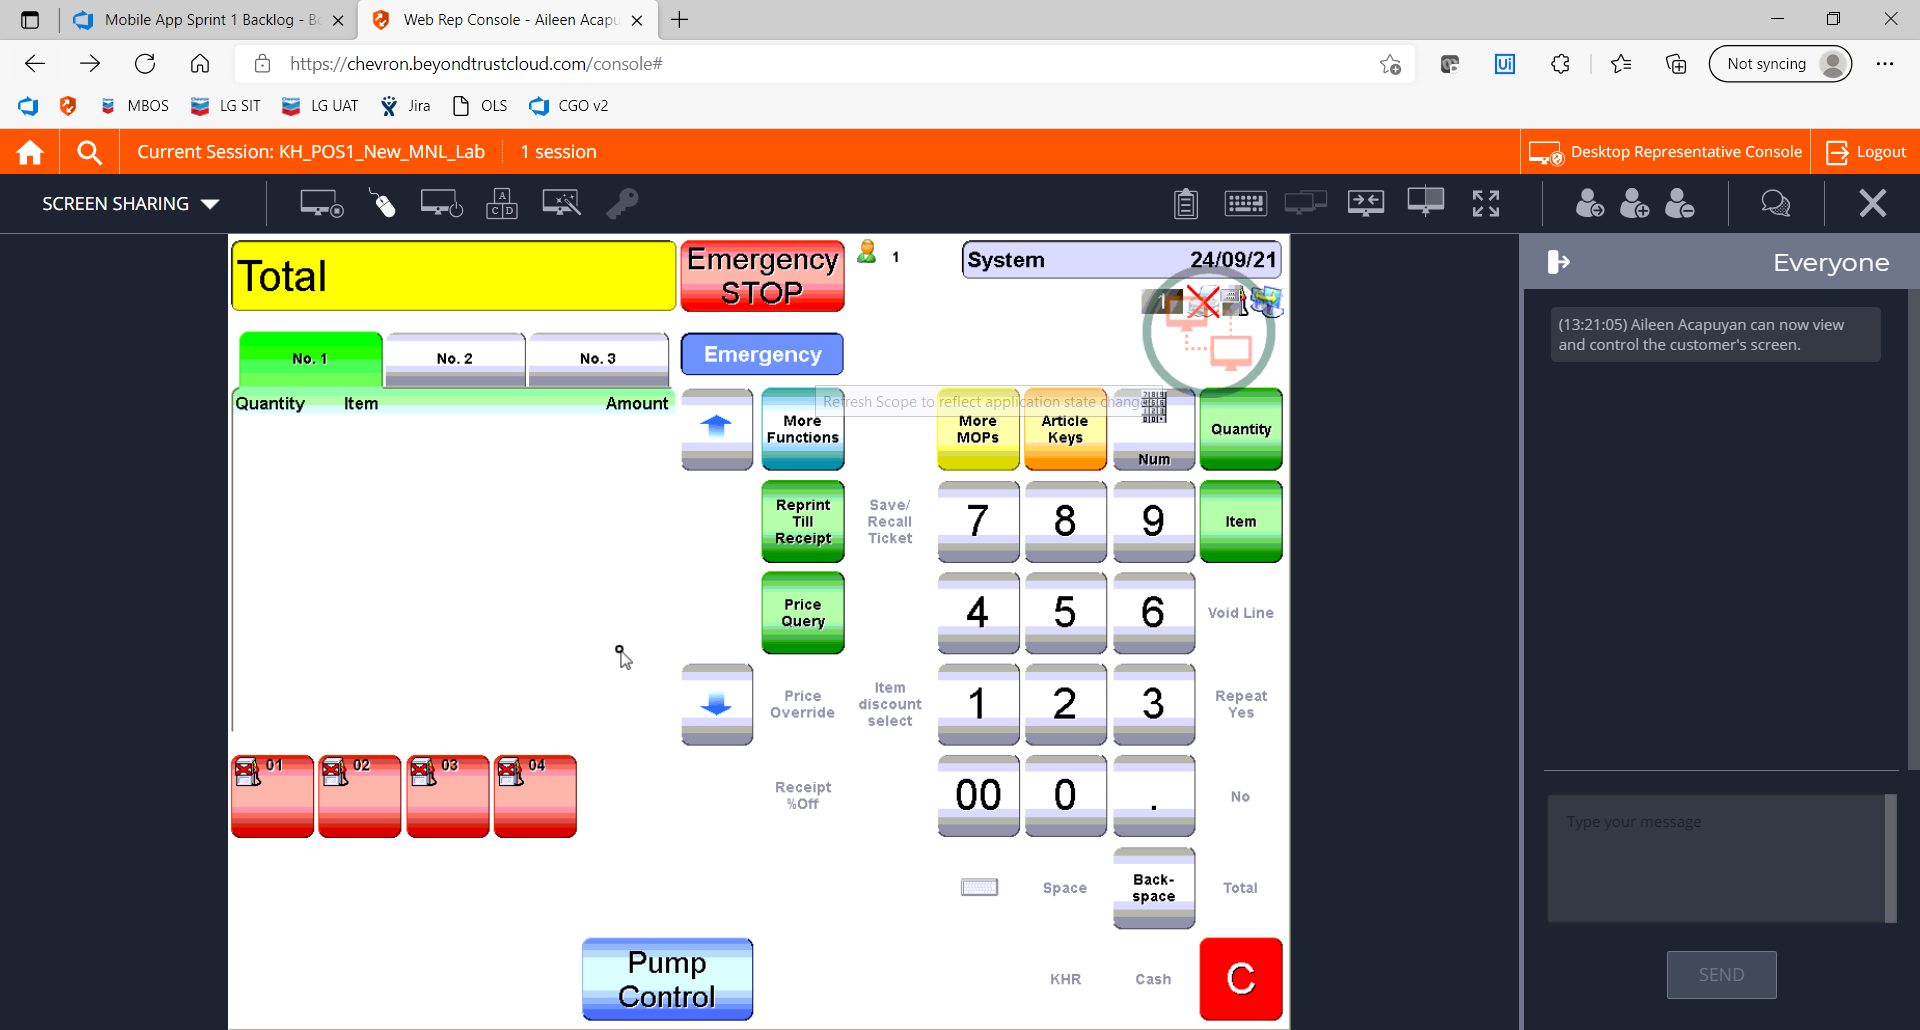 Mobile App Sprint 1 Backlog - Bo
Web Rep Console - Aileen Acapu
https://chevron.beyondtrustcloud.com/console#
Not syncing
MBOS
LG SIT
LG UAT
Jira
OLS
CGO v2
Current Session: KH_POS1_New_MNL_Lab
1 session
Desktop Representative Console
Logout
SCREEN SHARING
A
C D
Total
Emergency
STOP
1
System
24/09/21
1
No. 1
No. 2
No. 3
Emergency
Quantity Item Amount
Refresh Scope to reflect application state chang
More
Functions
More
MOPs
Article
Keys
Num
Quantity
Reprint
Till
Receipt
Save/
Recall
Ticket
7
8
9
Item
Price
Query
4
5
6
Void Line
Price
Override
Item
discount
select
1
2
3
Repeat
Yes
01
02
03
04
Receipt
%Off
00
0
.
No
Space
Back-
space
Total
Pump
Control
KHR
Cash
C
Everyone
(13:21:05) Aileen Acapuyan can now view
and control the customer's screen.
Type your message
SEND